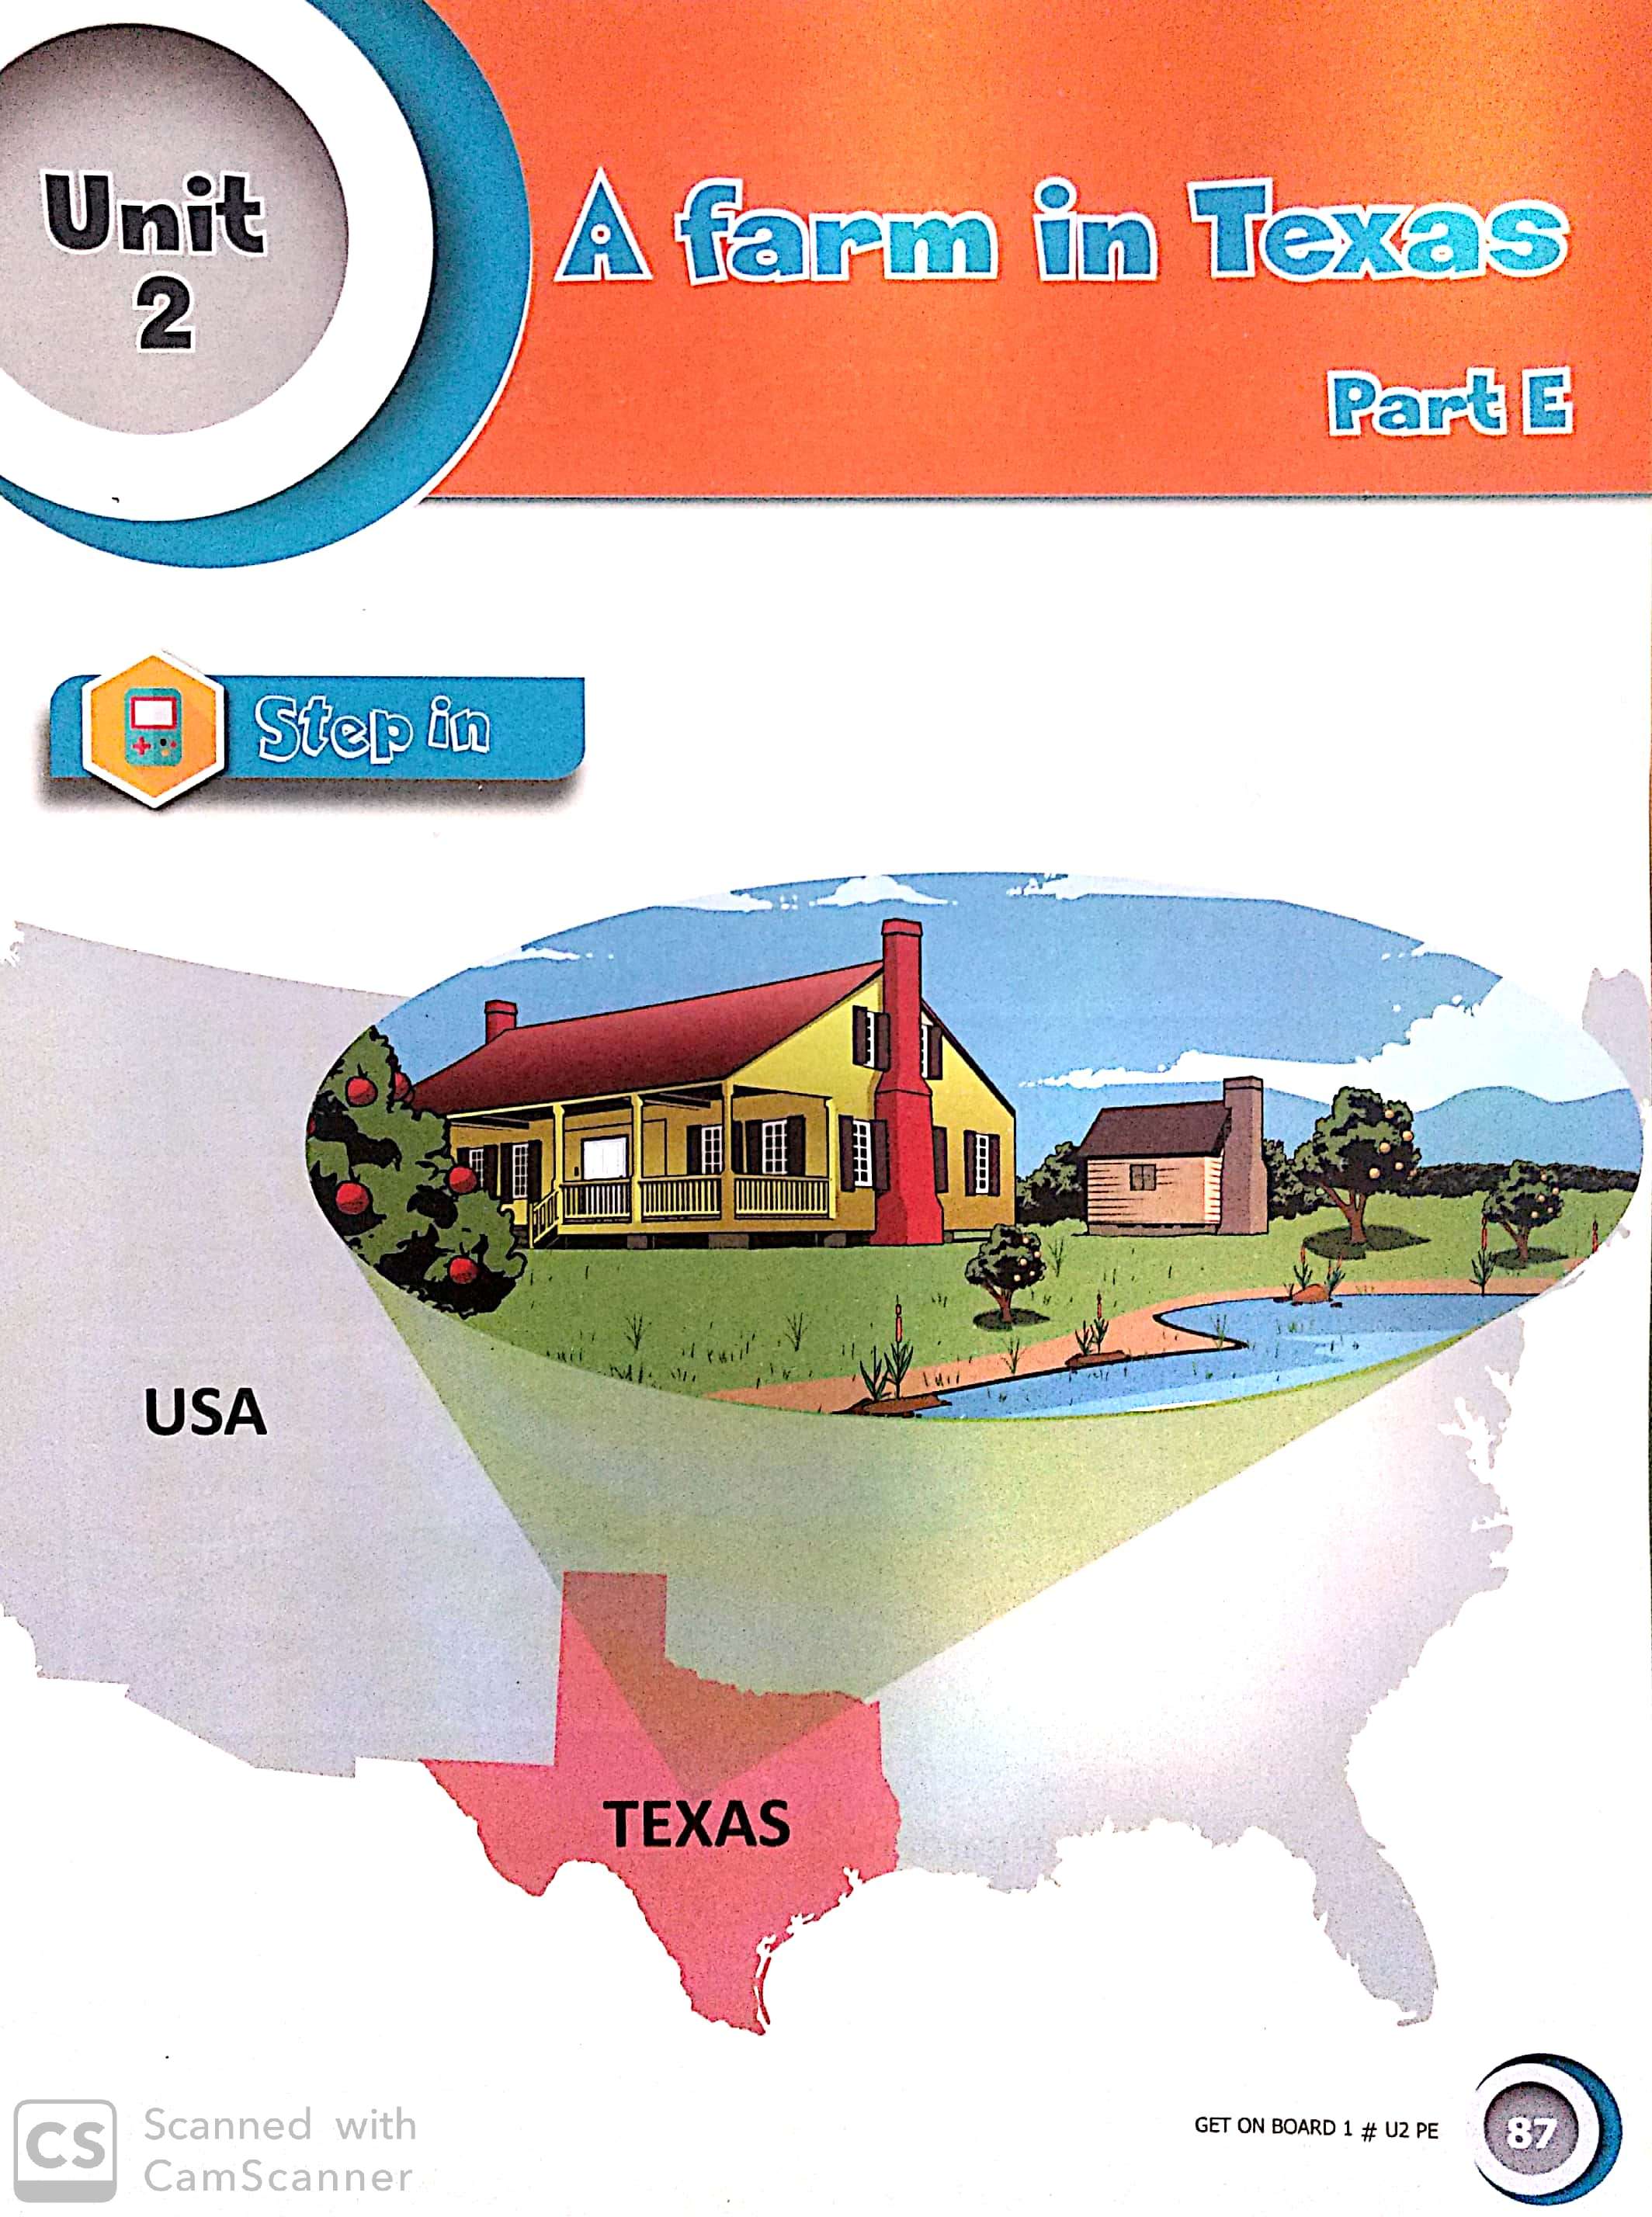 Unit
2
A farm in Texas
Part E
Step in
USA
TEXAS
GET ON BOARD 1 # U2 PE
87
CS
Scanned with
CamScanner